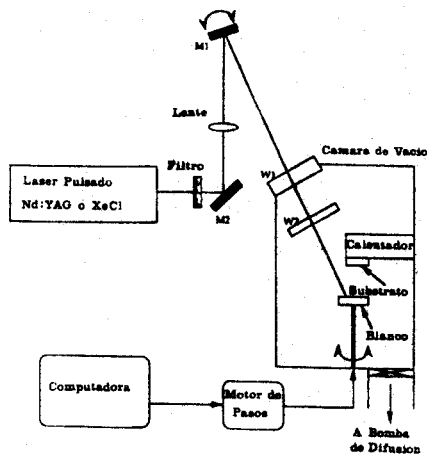 M1
Lente
Filtro
Laser Pulsado
Nd:YAG o XeCl
M2
Camara de Vacio
W1
W2
Calentador
Substrato
Blanco
Computadora
Motor de
Pasos
A Bomba
de Difusion